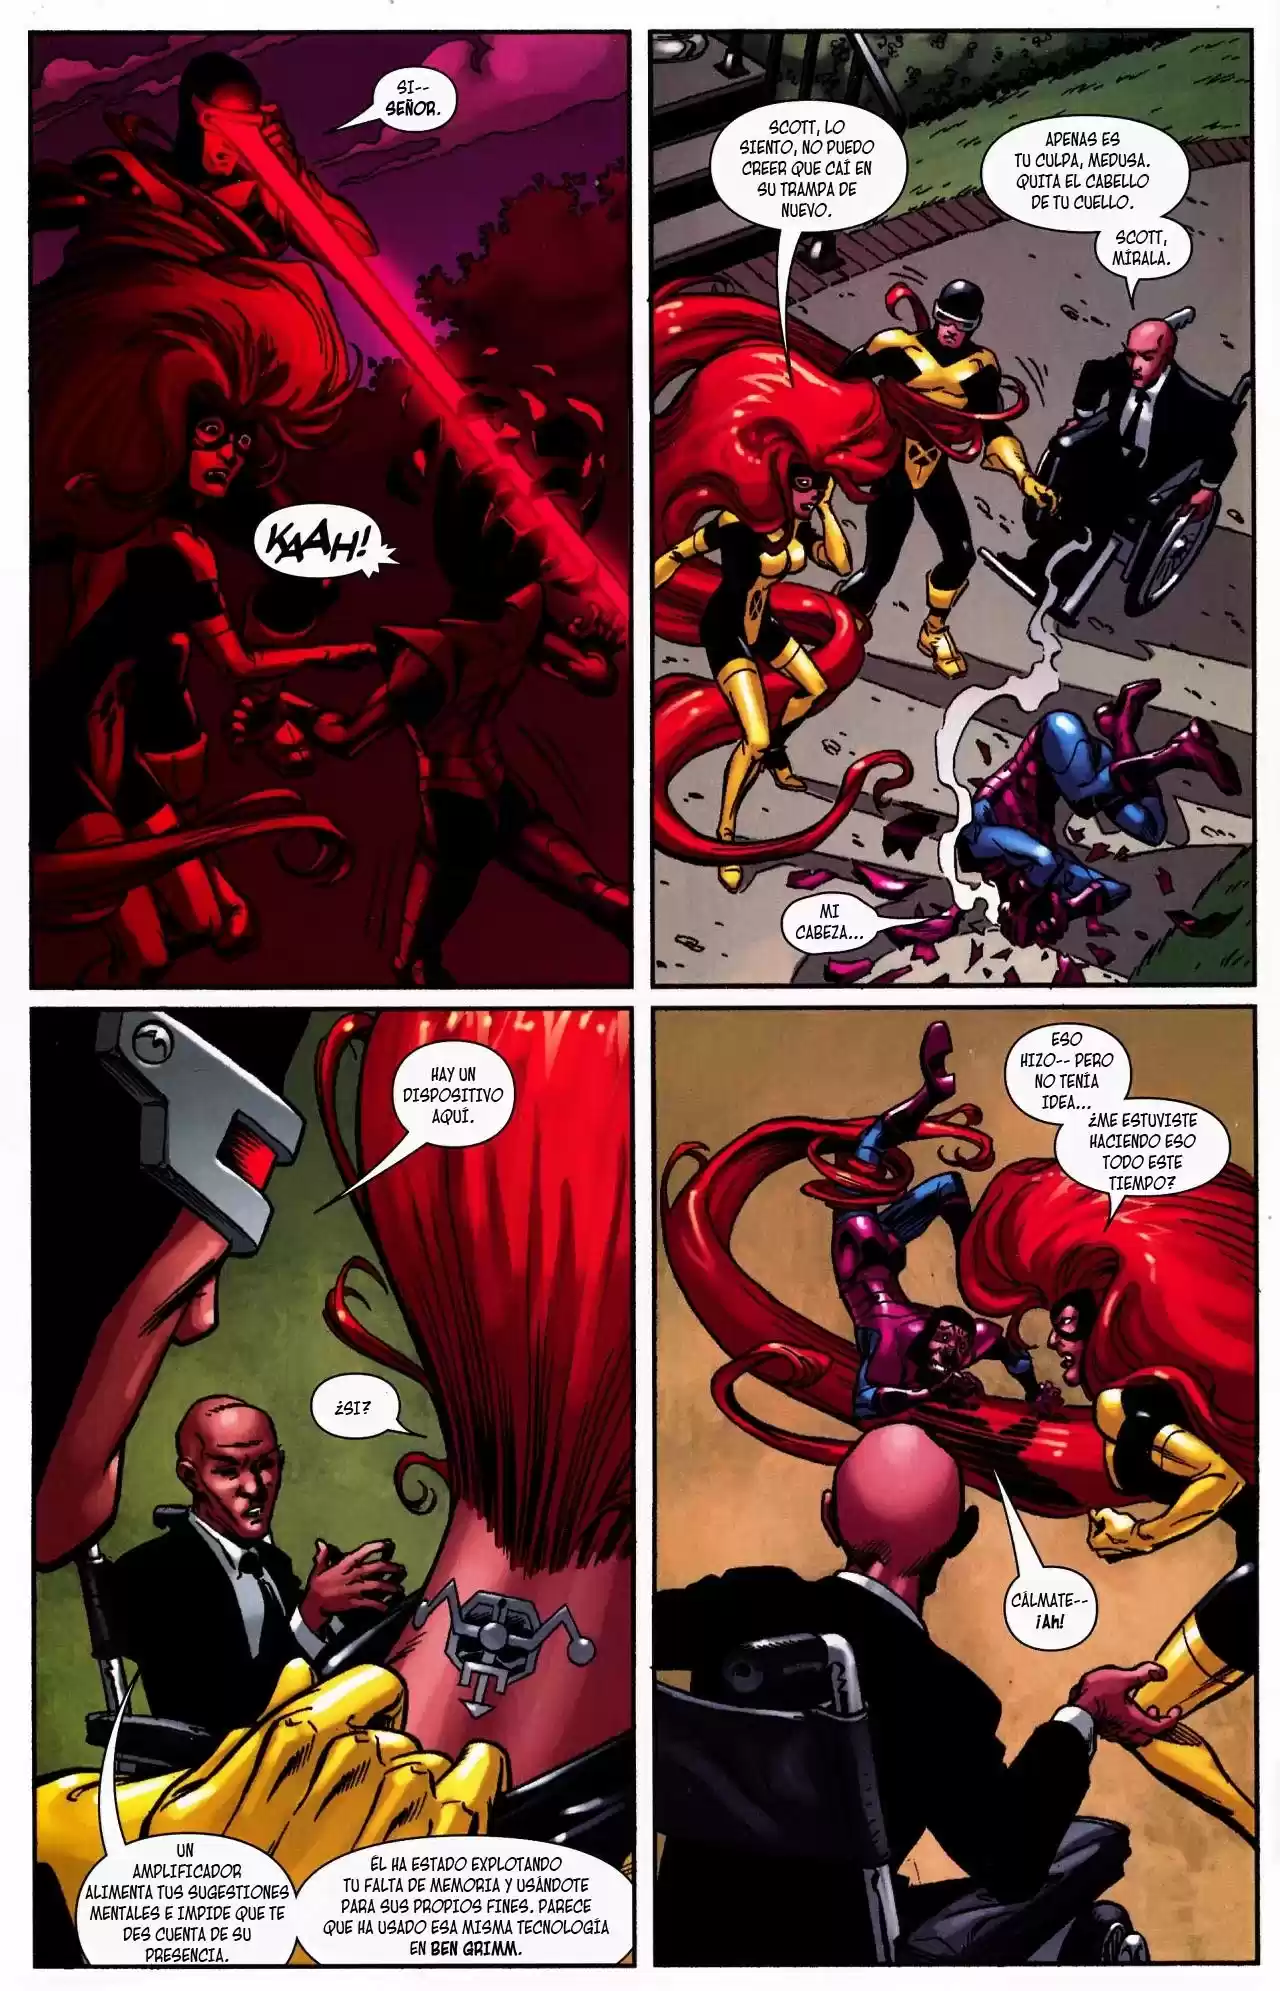 SI--
SEÑOR.
KAAH!
SCOTT, LO
SIENTO, NO PUEDO
CREER QUE CAÍ EN
SU TRAMPA DE
NUEVO.
APENAS ES
TU CULPA, MEDUSA.
QUITA EL CABELLO
DE TU CUELLO.
SCOTT,
MÍRALA.
MI
CABEZA...
HAY UN
DISPOSITIVO
AQUÍ.
¿SI?
UN
AMPLIFICADOR
ALIMENTA TUS SUGESTIONES
MENTALES E IMPIDE QUE TE
DES CUENTA DE SU
PRESENCIA.
ÉL HA ESTADO EXPLOTANDO
TU FALTA DE MEMORIA Y USÁNDOTE
PARA SUS PROPIOS FINES. PARECE
QUE HA USADO ESA MISMA TECNOLOGÍA
EN BEN GRIMM.
ESO
HIZO-- PERO
NO TENÍA
IDEA...
¿ME ESTUVISTE
HACIENDO ESO
TODO ESTE
TIEMPO?
CÁLMATE--
¡AH!